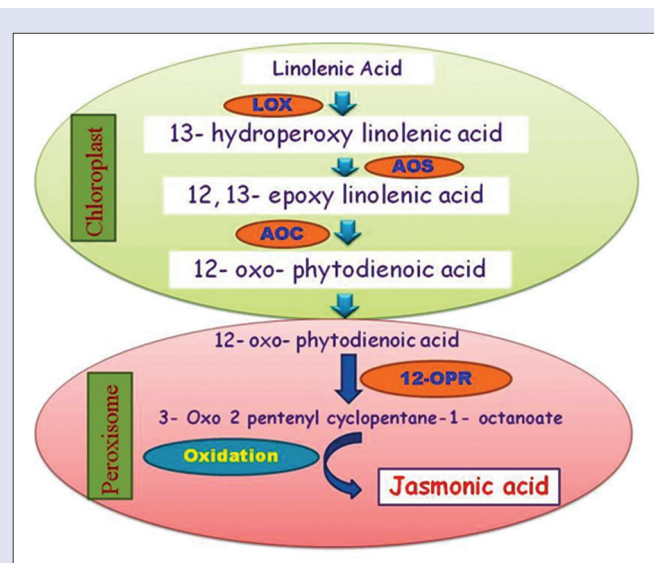 Linolenic Acid
LOX
13- hydroperoxy linolenic acid
AOS
12, 13- epoxy linolenic acid
AOC
12- oxo- phytodienoic acid
Chloroplast
12- oxo- phytodienoic acid
12-OPR
3- Oxo 2 pentenyl cyclopentane-1- octanoate
Oxidation
Jasmonic acid
Peroxisome